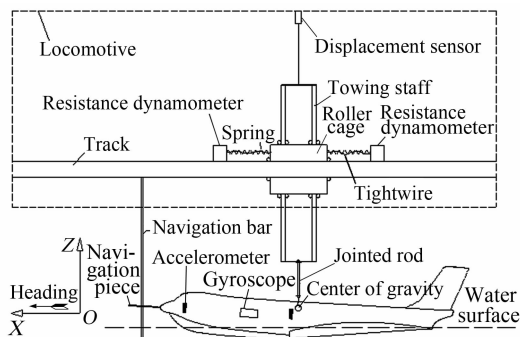 Locomotive
Displacement sensor
Towing staff
Resistance
dynamometer
Roller
cage
Resistance
dynamometer
Spring
Track
Tightwire
Navigation bar
Z
Navi-
gation
piece
Accelerometer
Gyroscope
Jointed rod
Center of gravity
Heading
X
O
Water
surface